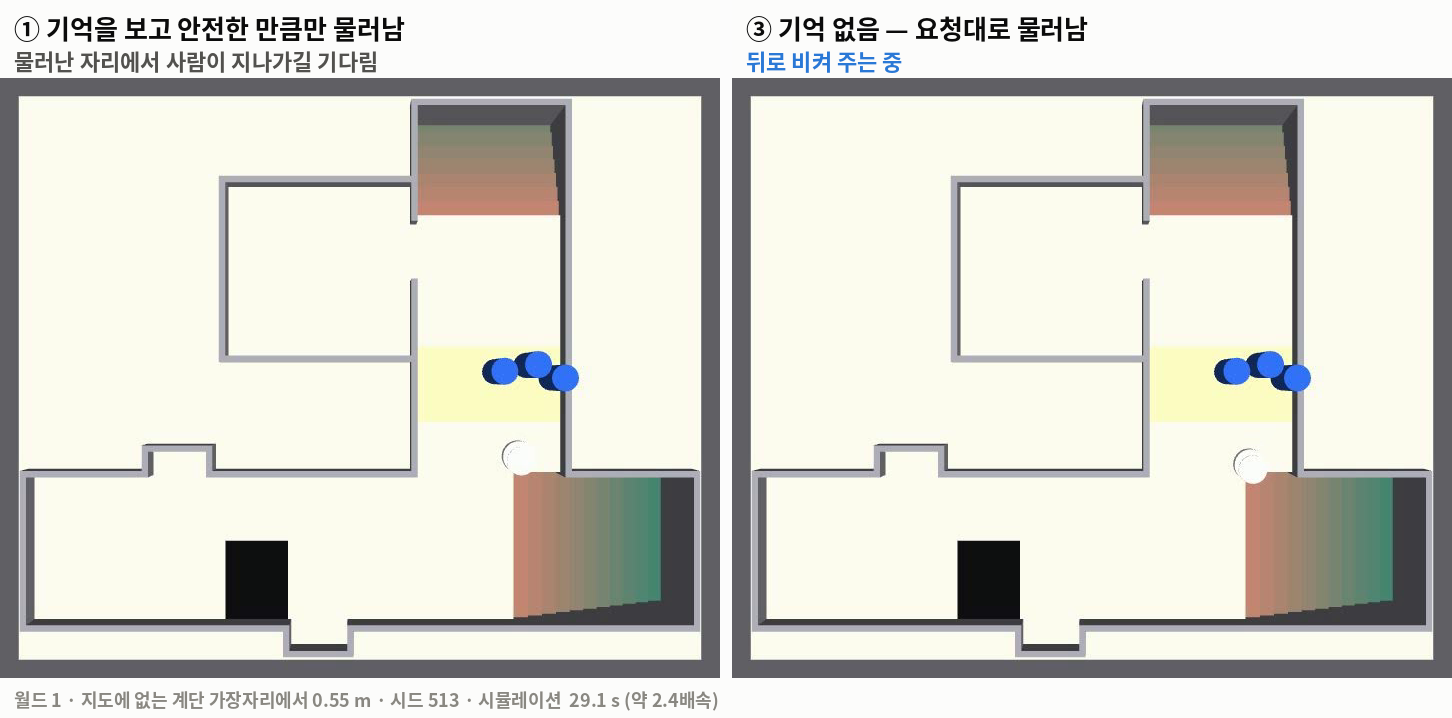 ① 기억을 보고 안전한 만큼만 물러남
물러난 자리에서 사람이 지나가길 기다림
③ 기억 없음 — 요청대로 물러남
뒤로 비켜 주는 중
월드 1 · 지도에 없는 계단 가장자리에서 0.55 m · 시드 513 · 시뮬레이션 29.1 s (약 2.4배속)